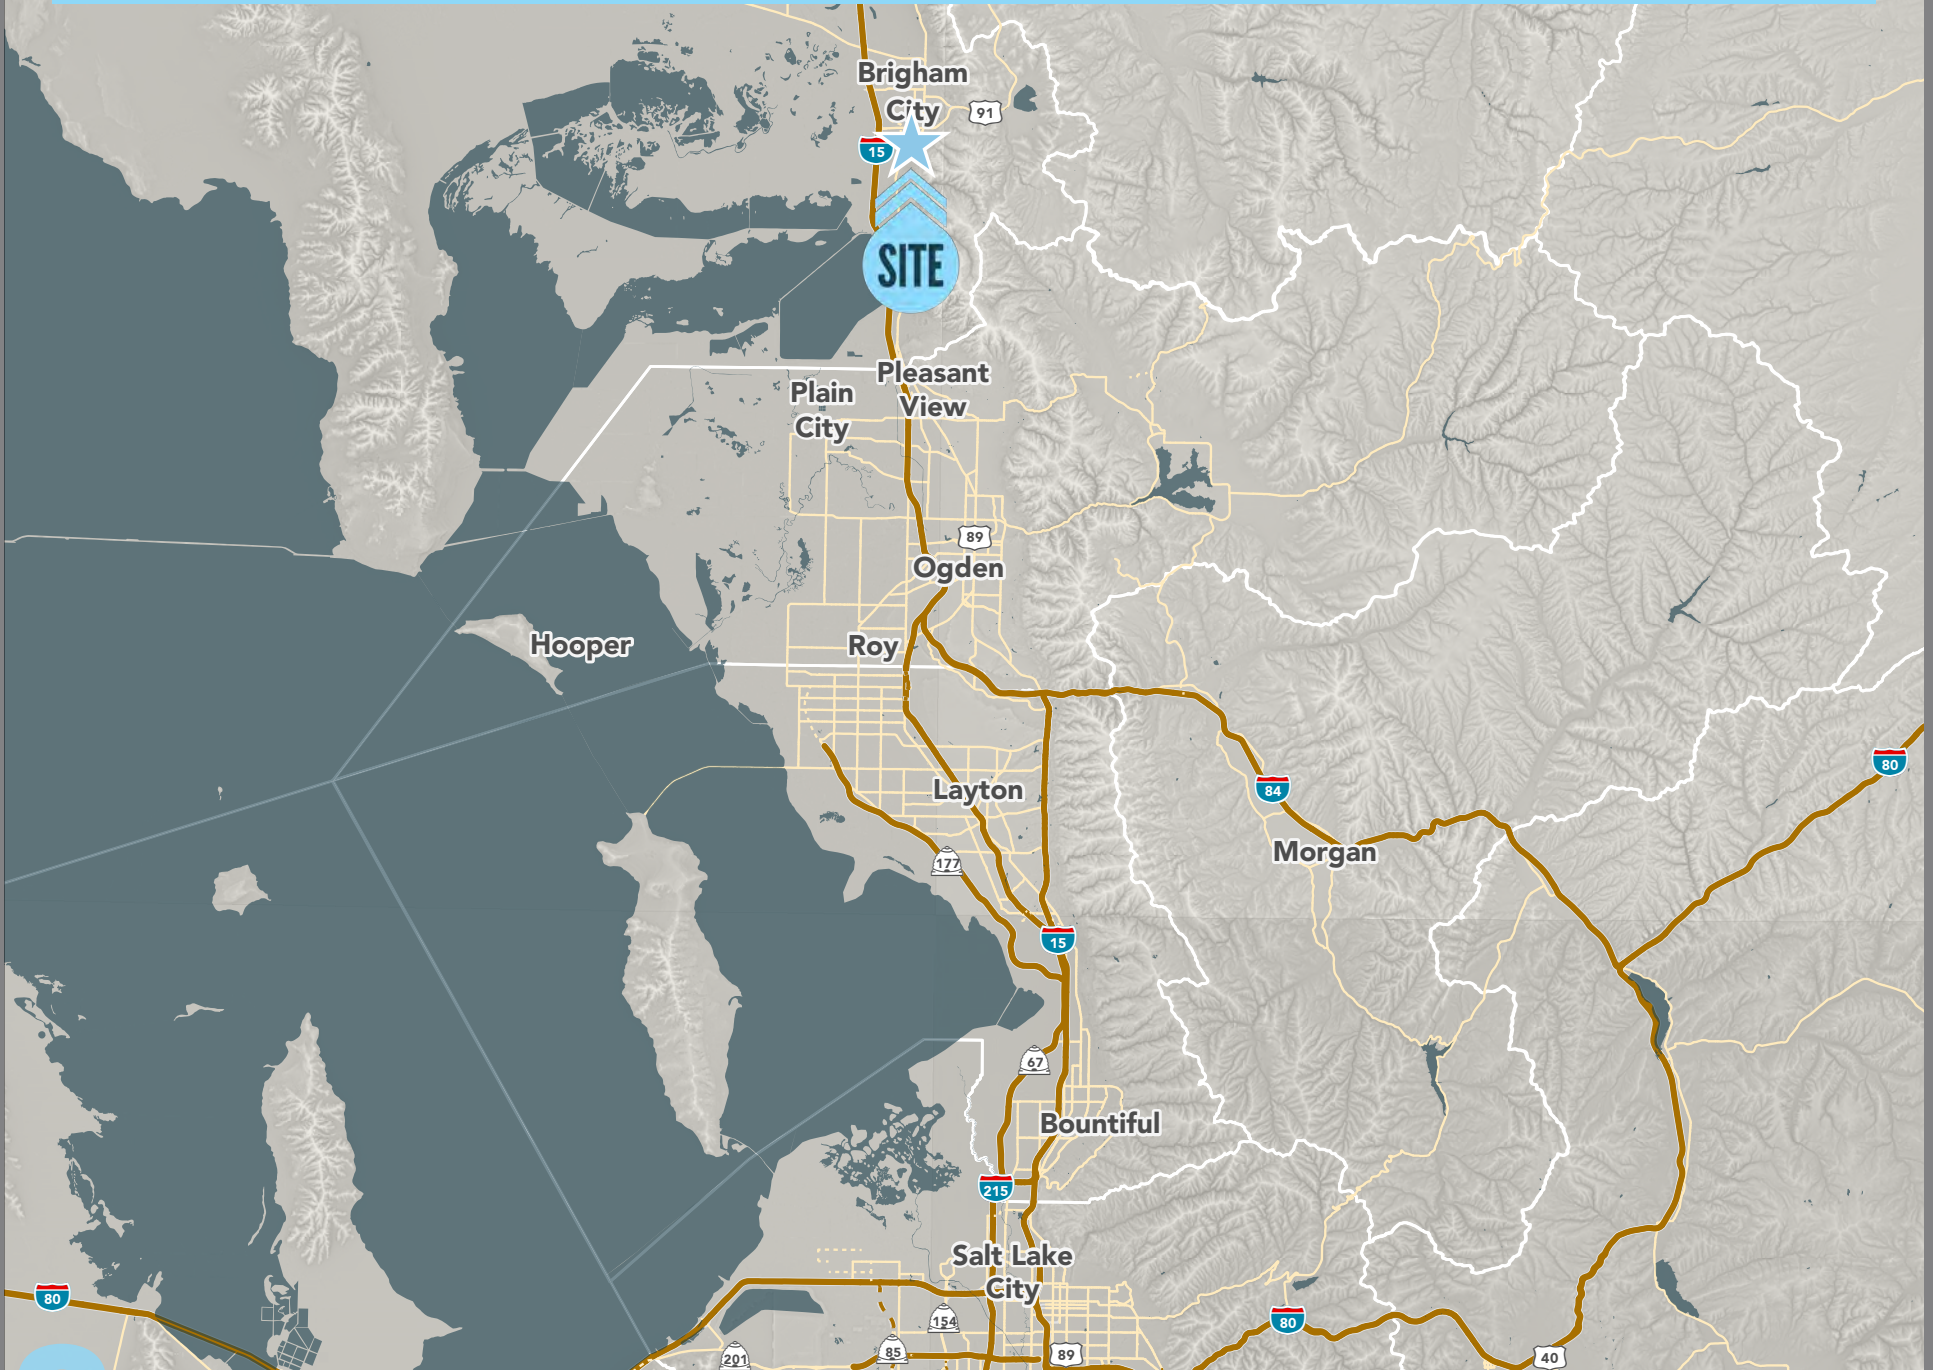 Brigham
City
91
15
SITE
Pleasant
View
Plain
City
89
Ogden
Roy
Hooper
80
84
Layton
Morgan
177
15
67
Bountiful
215
Salt Lake
City
80
80
154
89
40
85
201